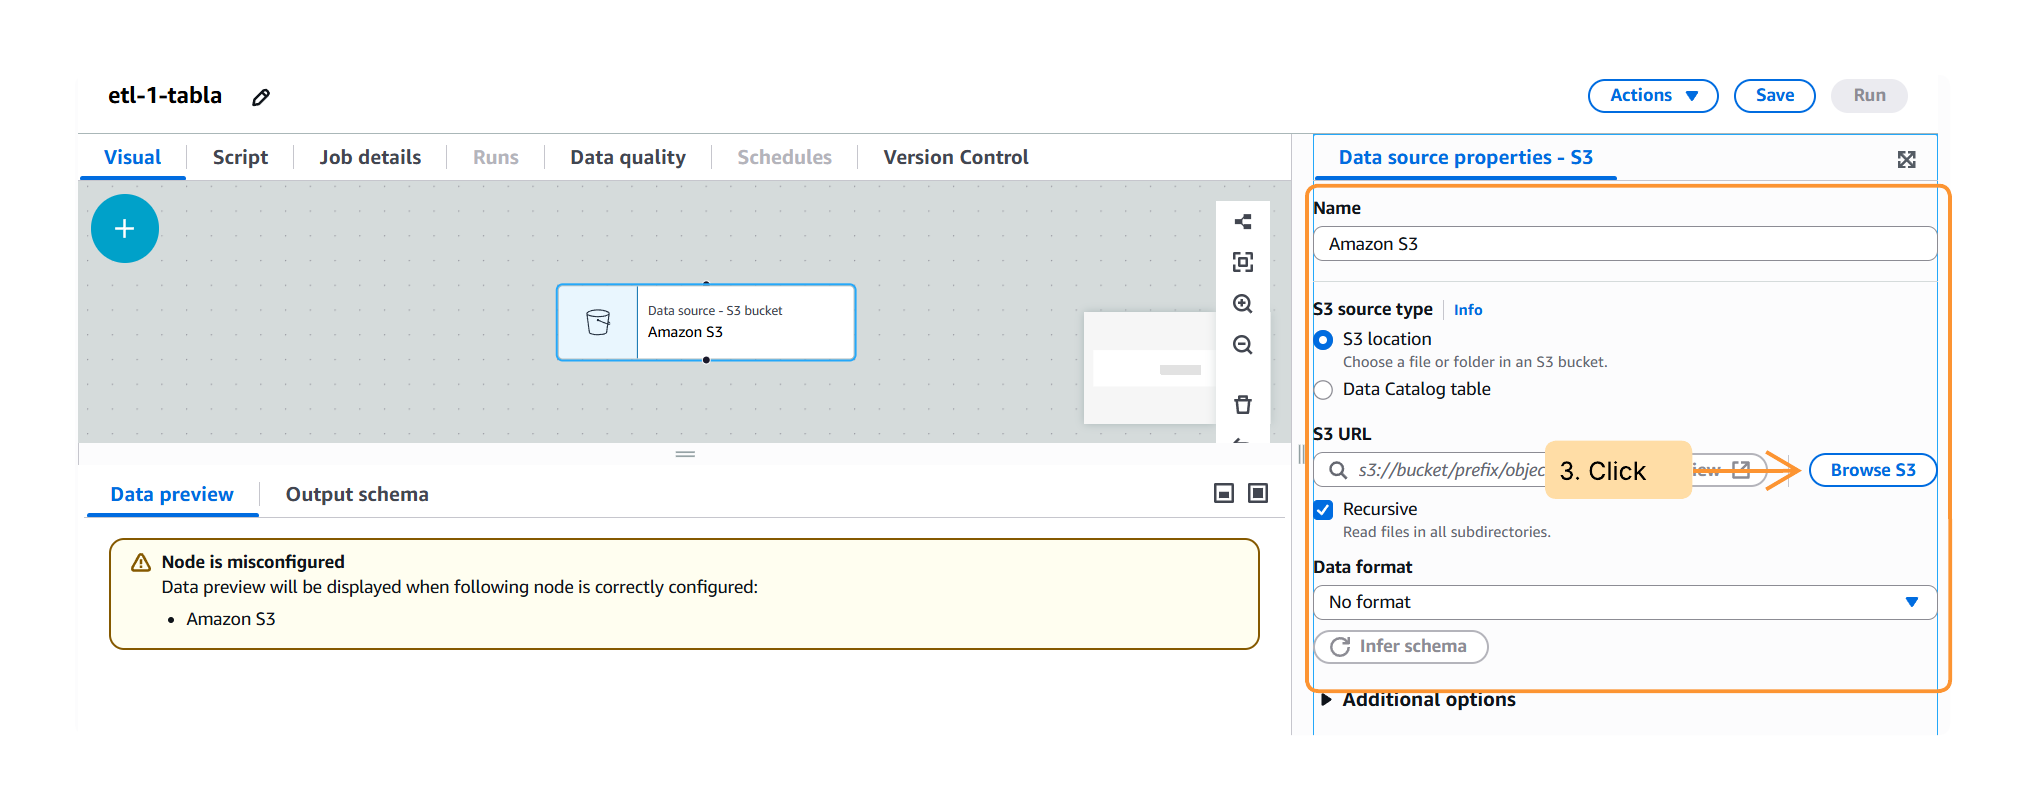 etl-1-tabla
Actions
Save
Run
Visual
Script
Job details
Runs
Data quality
Schedules
Version Control
Data source - S3 bucket
Amazon S3
Data preview
Output schema
Node is misconfigured
Data preview will be displayed when following node is correctly configured:
• Amazon S3
Data source properties - S3
Name
Amazon S3
S3 source type
Info
S3 location
Choose a file or folder in an S3 bucket.
Data Catalog table
S3 URL
s3://bucket/prefix/objec
3. Click
Browse S3
Recursive
Read files in all subdirectories.
Data format
No format
Infer schema
Additional options